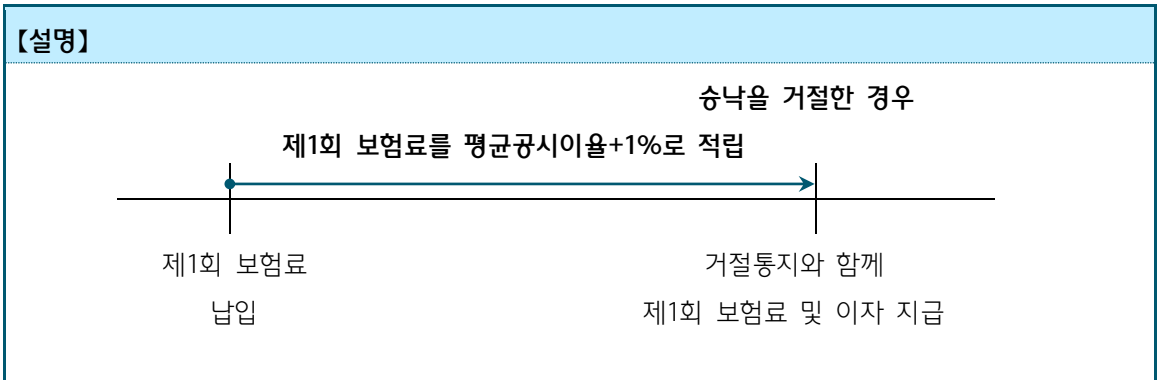 【설명】
승낙을 거절한 경우
제1회 보험료를 평균공시이율+1%로 적립
제1회 보험료
납입
거절통지와 함께
제1회 보험료 및 이자 지급